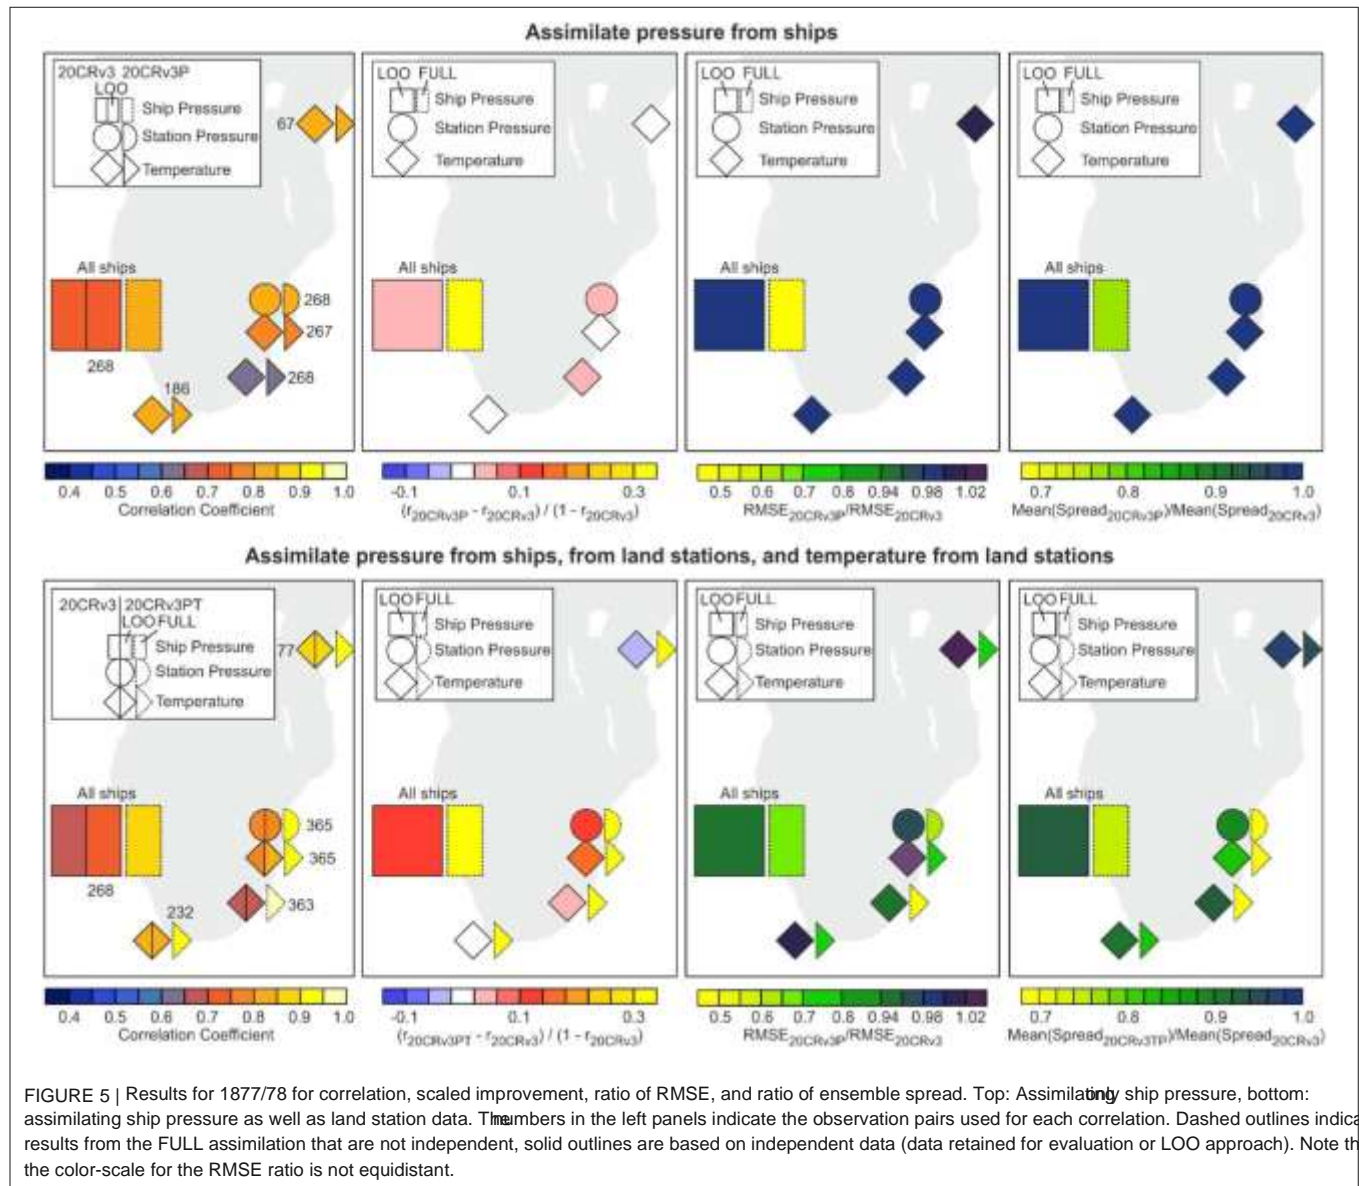 Assimilate pressure from ships
20CRv3 20CRv3P
LOO
Ship Pressure
Station Pressure
Temperature
67
All ships
268
268
267
268
186
0.4 0.5 0.6 0.7 0.8 0.9 1.0
Correlation Coefficient
LOO FULL
Ship Pressure
Station Pressure
Temperature
All ships
-0.1 0.1 0.3
(r20CRv3P - r20CRv3) / (1 - r20CRv3)
LOO FULL
Ship Pressure
Station Pressure
Temperature
All ships
0.5 0.6 0.7 0.8 0.94 0.98 1.02
RMSE20CRv3P/RMSE20CRv3
LOO FULL
Ship Pressure
Station Pressure
Temperature
All ships
0.7 0.8 0.9 1.0
Mean(Spread20CRv3P)/Mean(Spread20CRv3)
Assimilate pressure from ships, from land stations, and temperature from land stations
20CRv3 20CRv3PT
LOO FULL
Ship Pressure
Station Pressure
Temperature
77
All ships
268
365
365
363
232
0.4 0.5 0.6 0.7 0.8 0.9 1.0
Correlation Coefficient
LOO FULL
Ship Pressure
Station Pressure
Temperature
All ships
-0.1 0.1 0.3
(r20CRv3PT - r20CRv3) / (1 - r20CRv3)
LOO FULL
Ship Pressure
Station Pressure
Temperature
All ships
0.5 0.6 0.7 0.8 0.94 0.98 1.02
RMSE20CRv3P/RMSE20CRv3
LOO FULL
Ship Pressure
Station Pressure
Temperature
All ships
0.8 0.9 1.0
Mean(Spread20CRv3TP)/Mean(Spread20CRv3)
FIGURE 5 | Results for 1877/78 for correlation, scaled improvement, ratio of RMSE, and ratio of ensemble spread. Top: Assimilating only ship pressure, bottom:
assimilating ship pressure as well as land station data. The numbers in the left panels indicate the observation pairs used for each correlation. Dashed outlines indica
results from the FULL assimilation that are not independent, solid outlines are based on independent data (data retained for evaluation or LOO approach). Note th
the color-scale for the RMSE ratio is not equidistant.